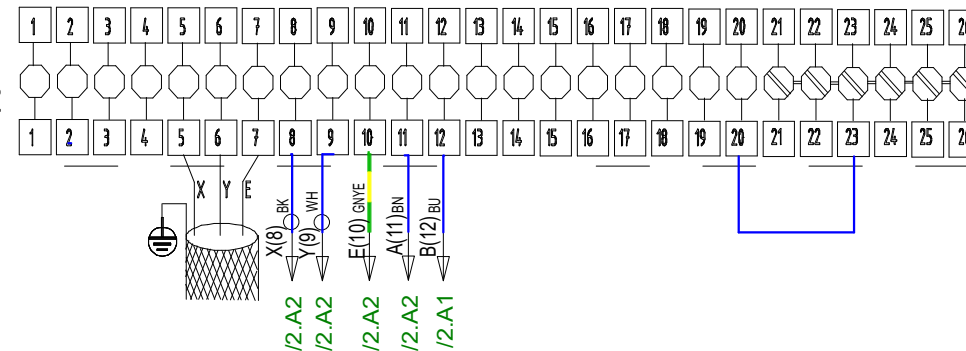 1 2 3 4 5 6 7 8 9 10 11 12 13 14 15 16 17 18 19 20 21 22 23 24 25
1 2 3 4 5 6 7 8 9 10 11 12 13 14 15 16 17 18 19 20 21 22 23 24 25
X Y E
X(8) BK
Y(9) WH
E(10) GNYE
A(11) BN
B(12) BU
/2.A2
/2.A2
/2.A2
/2.A2
/2.A1